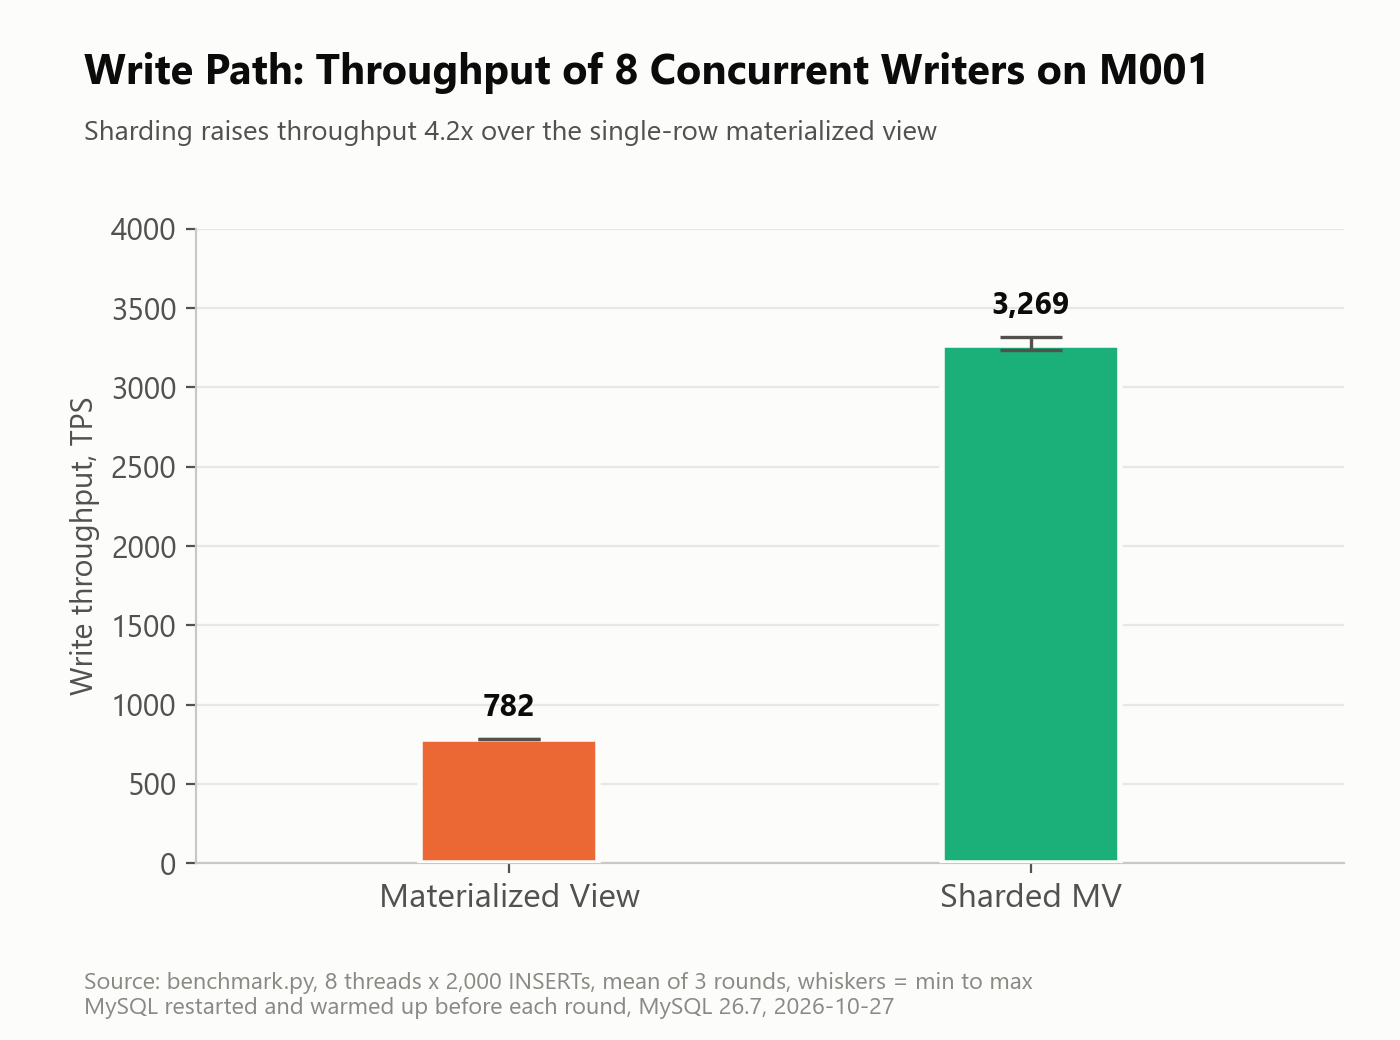 Write Path: Throughput of 8 Concurrent Writers on M001
Sharding raises throughput 4.2x over the single-row materialized view
Write throughput, TPS
4000
3500
3000
2500
2000
1500
1000
500
0
3,269
782
Materialized View
Sharded MV
Source: benchmark.py, 8 threads x 2,000 INSERTs, mean of 3 rounds, whiskers = min to max
MySQL restarted and warmed up before each round, MySQL 26.7, 2026-10-27